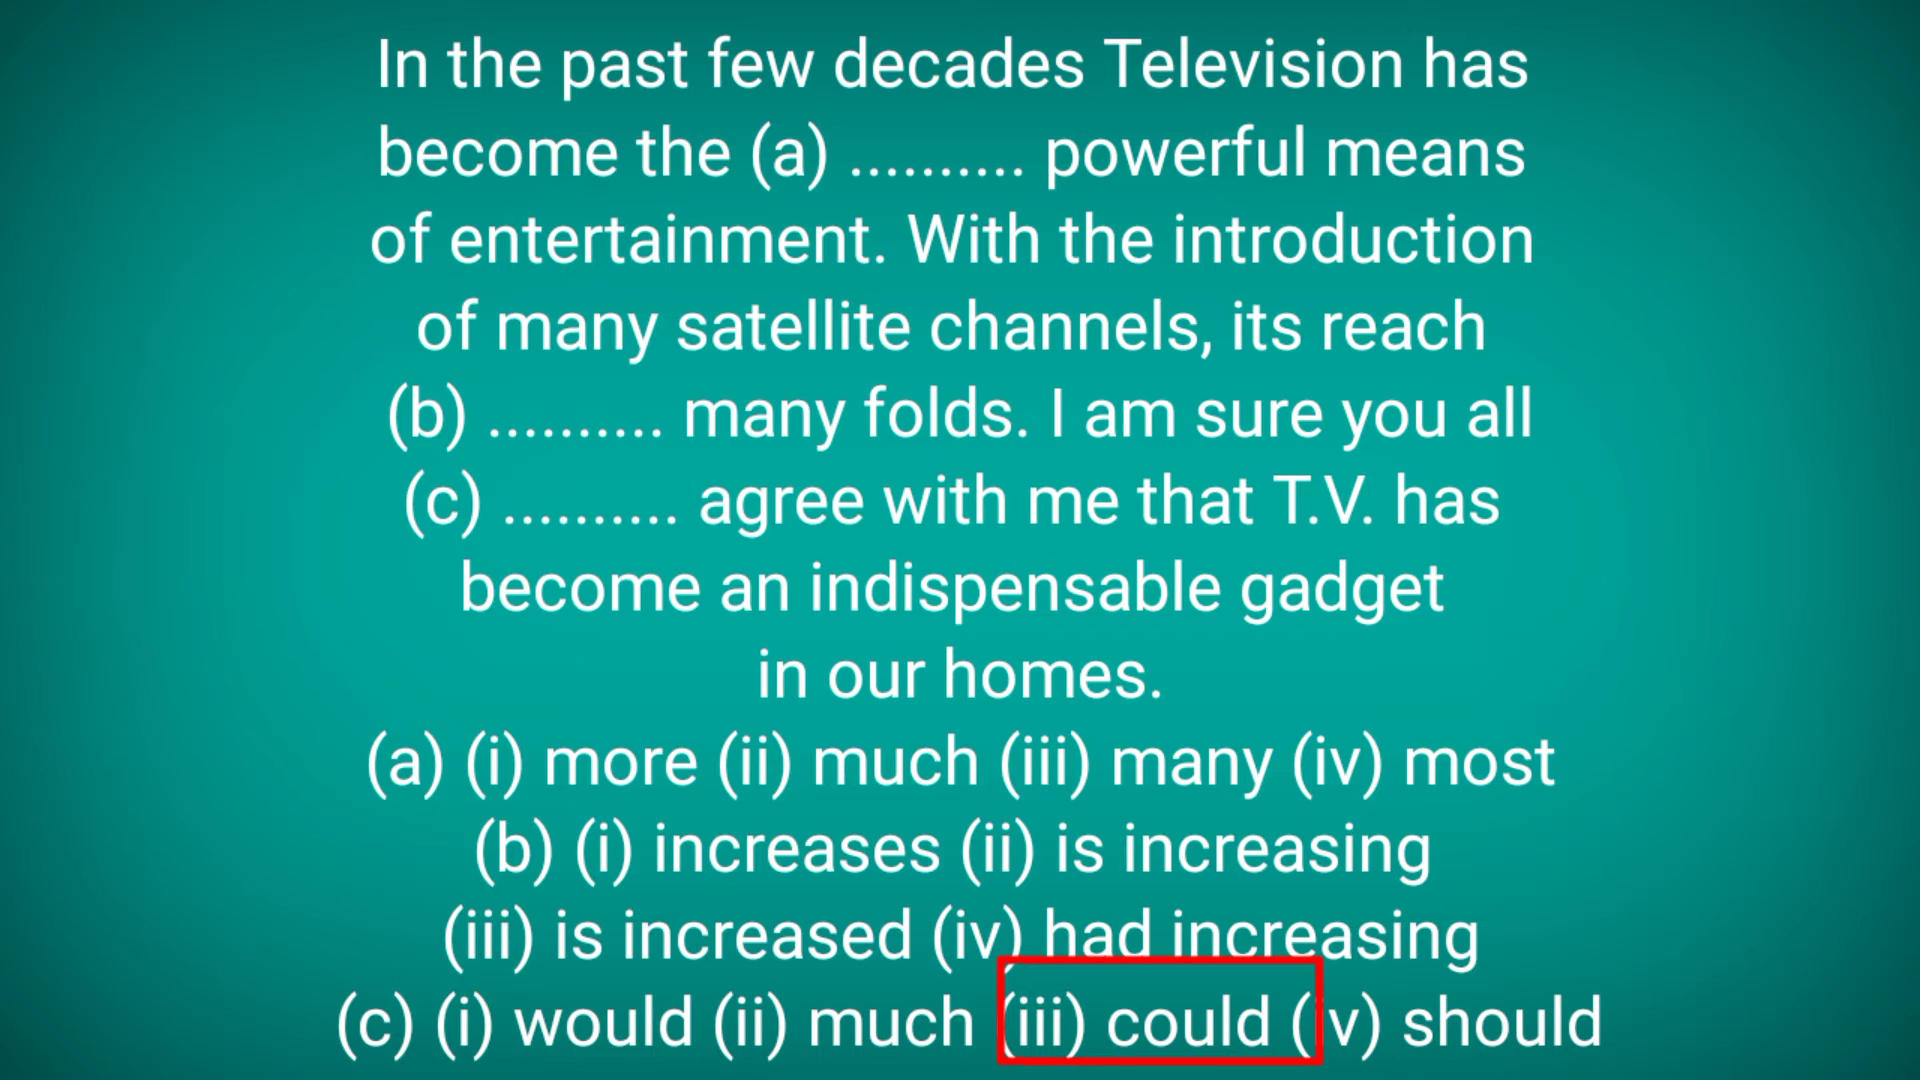 In the past few decades Television has
become the (a) .......... powerful means
of entertainment. With the introduction
of many satellite channels, its reach
(b) .......... many folds. I am sure you all
(c) .......... agree with me that T.V. has
become an indispensable gadget
in our homes.
(a) (i) more (ii) much (iii) many (iv) most
(b) (i) increases (ii) is increasing
(iii) is increased (iv) had increasing
(c) (i) would (ii) much (iii) could (iv) should